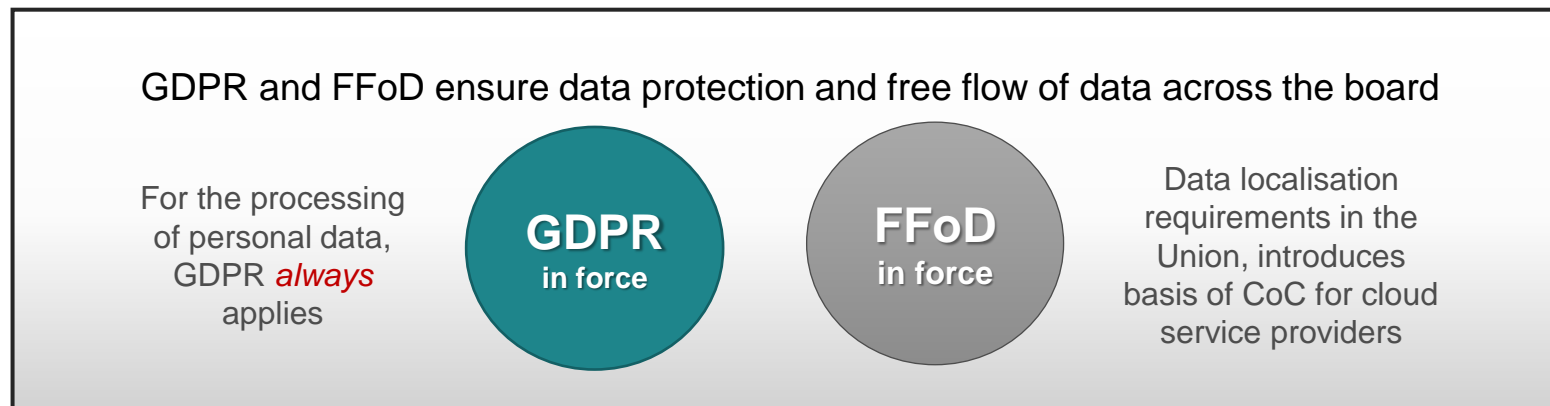 GDPR and FFoD ensure data protection and free flow of data across the board
For the processing
of personal data,
GDPR always
applies
GDPR
in force
FFoD
in force
Data localisation
requirements in the
Union, introduces
basis of CoC for cloud
service providers